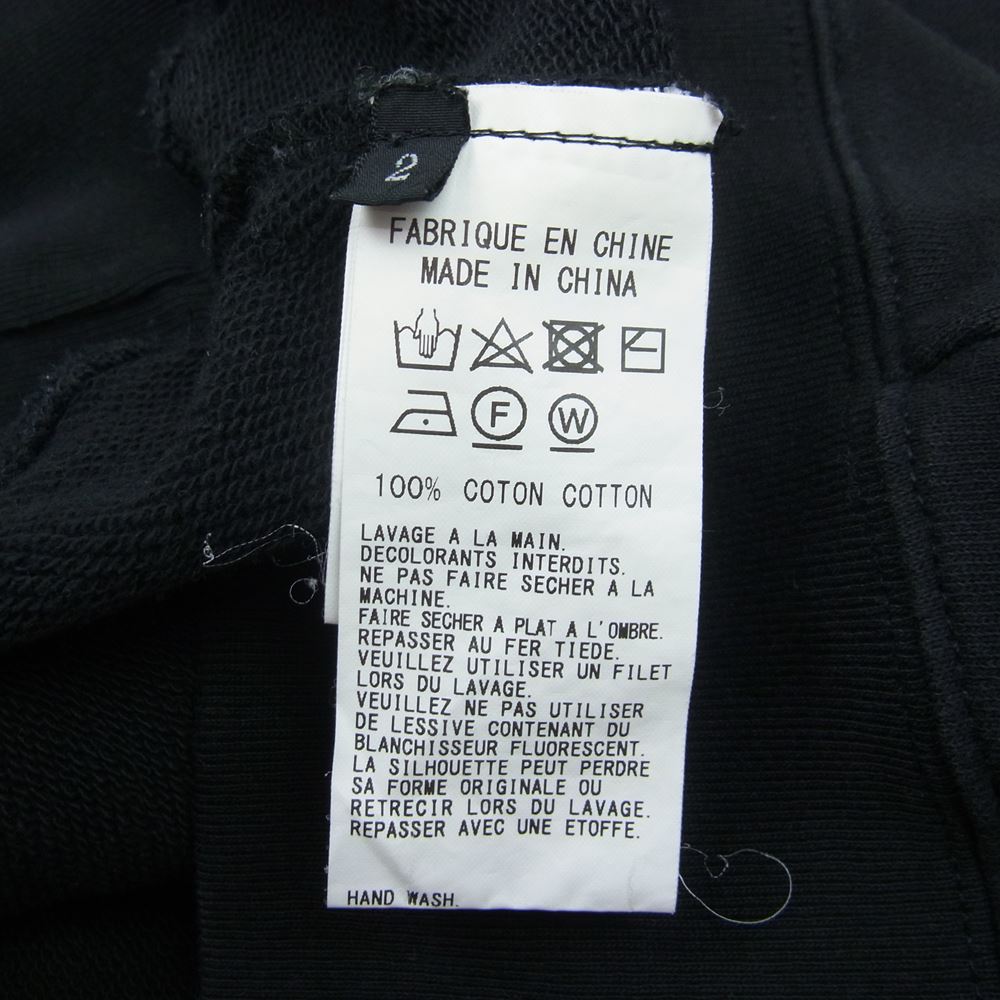 2
FABRIQUE EN CHINE
MADE IN CHINA
F W
100% COTON COTTON
LAVAGE A LA MAIN.
DECOLORANTS INTERDITS.
NE PAS FAIRE SECHER A LA
MACHINE.
FAIRE SECHER A PLAT A L'OMBRE.
REPASSER AU FER TIEDE.
VEUILLEZ UTILISER UN FILET
LORS DU LAVAGE.
VEUILLEZ NE PAS UTILISER
DE LESSIVE CONTENANT DU
BLANCHISSEUR FLUORESCENT.
LA SILHOUETTE PEUT PERDRE
SA FORME ORIGINALE OU
RETRECIR LORS DU LAVAGE.
REPASSER AVEC UNE ETOFFE.
HAND WASH.